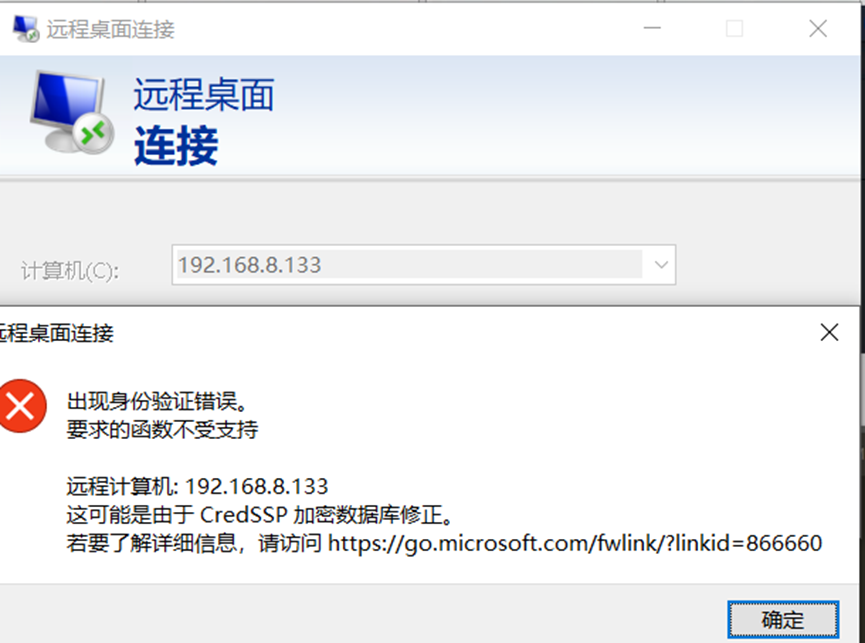 远程桌面连接
远程桌面
连接
计算机(C):
192.168.8.133
远程桌面连接
出现身份验证错误。
要求的函数不受支持
远程计算机: 192.168.8.133
这可能是由于 CredSSP 加密数据库修正。
若要了解详细信息，请访问 https://go.microsoft.com/fwlink/?linkid=866660
确定